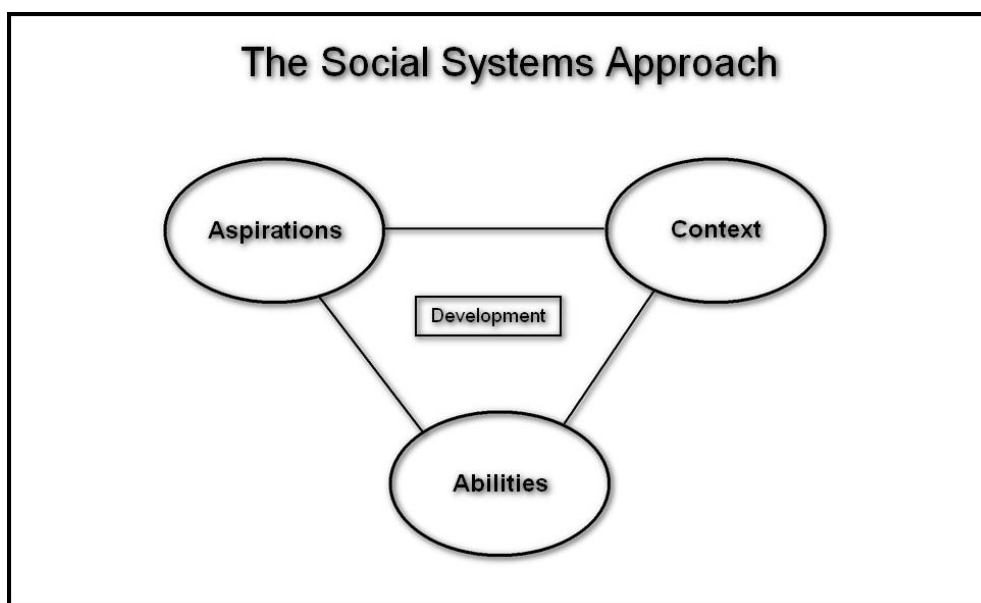 The Social Systems Approach
Aspirations
Context
Development
Abilities